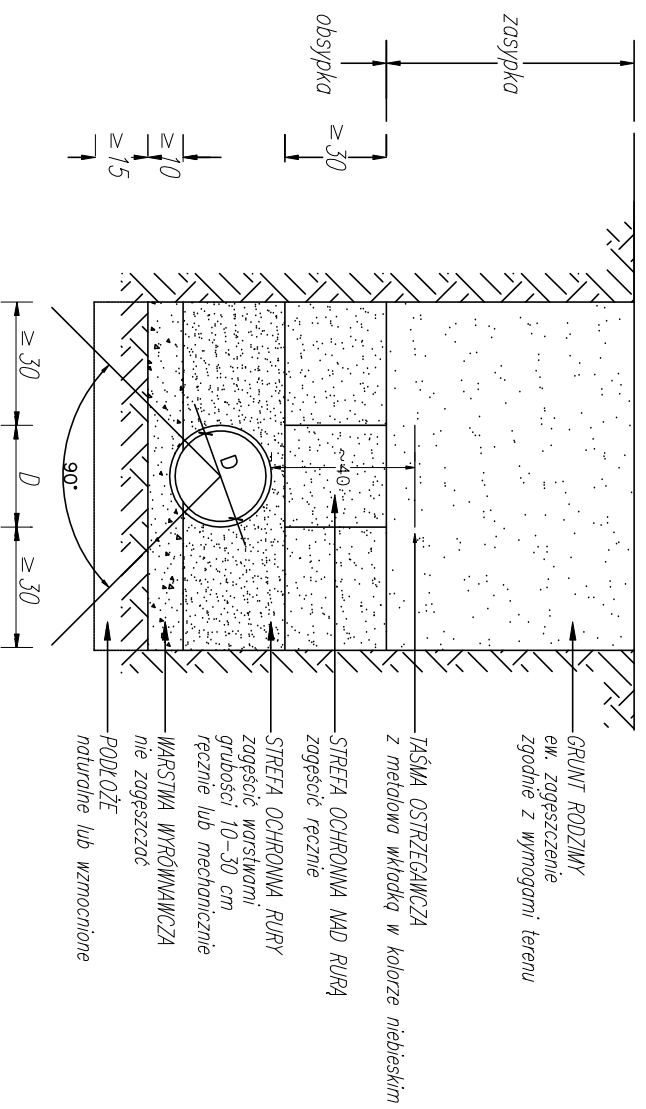 zasypka
obsypka
≥ 30
≥ 10
≥ 15
~40
D
90°
≥ 30
D
≥ 30
GRUNT RODZIMY
ew. zagęszczenie
zgodnie z wymogami terenu
TAŚMA OSTRZEGAWCZA
z metalowa wkładką w kolorze niebieskim
STREFA OCHRONNA NAD RURĄ
zagęścić ręcznie
STREFA OCHRONNA RURY
zagęścić warstwami
grubości 10-30 cm
ręcznie lub mechanicznie
WARSTWA WYRÓWNAWCZA
nie zagęszczać
PODŁOŻE
naturalne lub wzmocnione